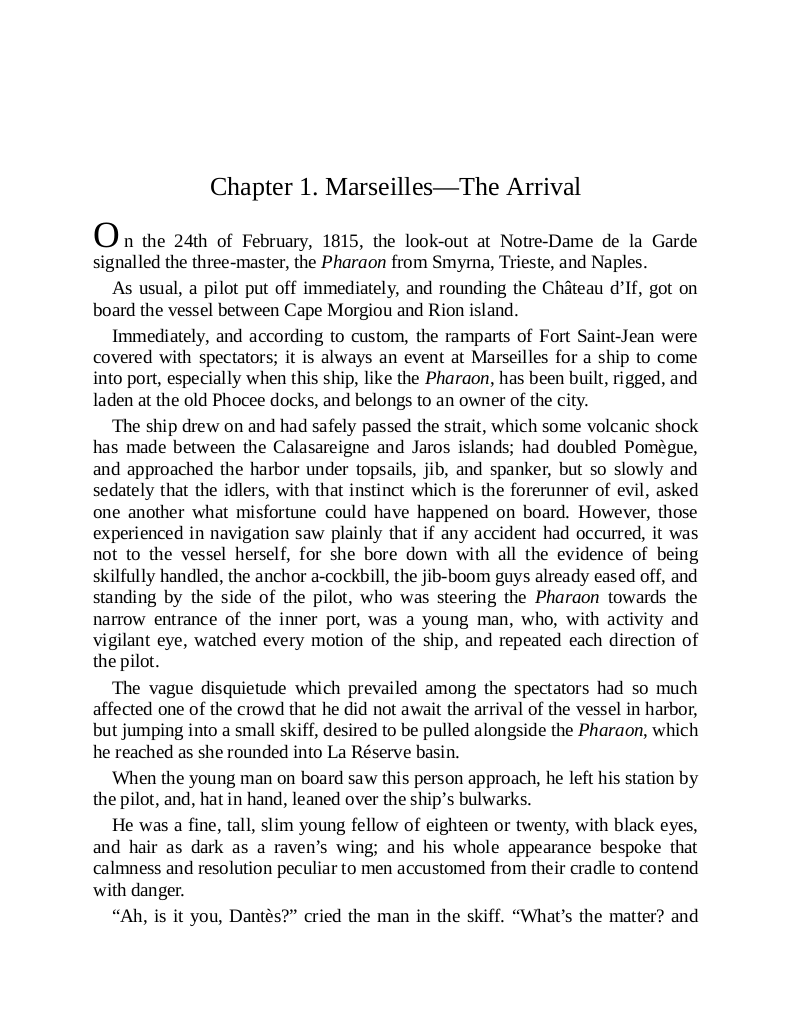 Chapter 1. Marseilles—The Arrival
On the 24th of February, 1815, the look-out at Notre-Dame de la Garde
signalled the three-master, the Pharaon from Smyrna, Trieste, and Naples.
As usual, a pilot put off immediately, and rounding the Château d’If, got on
board the vessel between Cape Morgiou and Rion island.
Immediately, and according to custom, the ramparts of Fort Saint-Jean were
covered with spectators; it is always an event at Marseilles for a ship to come
into port, especially when this ship, like the Pharaon, has been built, rigged, and
laden at the old Phocee docks, and belongs to an owner of the city.
The ship drew on and had safely passed the strait, which some volcanic shock
has made between the Calasareigne and Jaros islands; had doubled Pomègue,
and approached the harbor under topsails, jib, and spanker, but so slowly and
sedately that the idlers, with that instinct which is the forerunner of evil, asked
one another what misfortune could have happened on board. However, those
experienced in navigation saw plainly that if any accident had occurred, it was
not to the vessel herself, for she bore down with all the evidence of being
skilfully handled, the anchor a-cockbill, the jib-boom guys already eased off, and
standing by the side of the pilot, who was steering the Pharaon towards the
narrow entrance of the inner port, was a young man, who, with activity and
vigilant eye, watched every motion of the ship, and repeated each direction of
the pilot.
The vague disquietude which prevailed among the spectators had so much
affected one of the crowd that he did not await the arrival of the vessel in harbor,
but jumping into a small skiff, desired to be pulled alongside the Pharaon, which
he reached as she rounded into La Réserve basin.
When the young man on board saw this person approach, he left his station by
the pilot, and, hat in hand, leaned over the ship’s bulwarks.
He was a fine, tall, slim young fellow of eighteen or twenty, with black eyes,
and hair as dark as a raven’s wing; and his whole appearance bespoke that
calmness and resolution peculiar to men accustomed from their cradle to contend
with danger.
“Ah, is it you, Dantès?” cried the man in the skiff. “What’s the matter? and